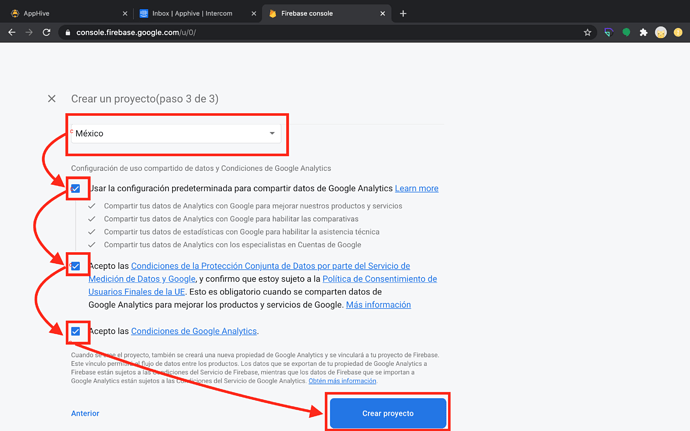 AppHive
Inbox | Apphive | Intercom
Firebase console
console.firebase.google.com/u/0/
Crear un proyecto(paso 3 de 3)
México
Configuración de uso compartido de datos y Condiciones de Google Analytics
Usar la configuración predeterminada para compartir datos de Google Analytics Learn more
Compartir tus datos de Analytics con Google para mejorar nuestros productos y servicios
Compartir tus datos de Analytics con Google para habilitar las comparativas
Compartir tus datos de estadísticas con Google para habilitar la asistencia técnica
Compartir tus datos de Analytics con los especialistas en Cuentas de Google
Acepto las Condiciones de la Protección Conjunta de Datos por parte del Servicio de
Medición de Datos y Google, y confirmo que estoy sujeto a la Política de Consentimiento de
Usuarios Finales de la UE. Esto es obligatorio cuando se comparten datos de
Google Analytics para mejorar los productos y servicios de Google. Más información
Acepto las Condiciones de Google Analytics.
Cuando se cree el proyecto, también se creará una nueva propiedad de Google Analytics y se vinculará a tu proyecto de Firebase.
Este vínculo permitirá el flujo de datos entre los productos. Los datos que se exportan de tu propiedad de Google Analytics a
Firebase están sujetos a las Condiciones del Servicio de Firebase, mientras que los datos de Firebase que se importan a
Google Analytics están sujetos a las Condiciones del Servicio de Google Analytics. Obtén más información.
Anterior
Crear proyecto